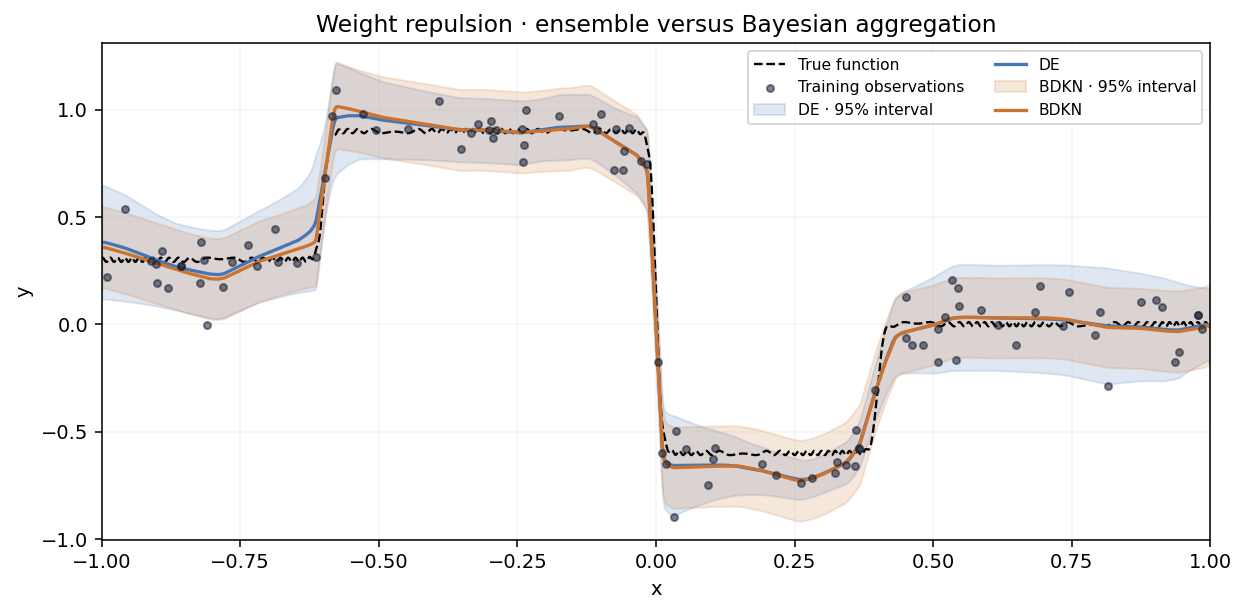 Weight repulsion · ensemble versus Bayesian aggregation
True function
Training observations
DE · 95% interval
DE
BDKN · 95% interval
BDKN
y
1.0
0.5
0.0
−0.5
−1.0
−1.00 −0.75 −0.50 −0.25 0.00 0.25 0.50 0.75 1.00
x